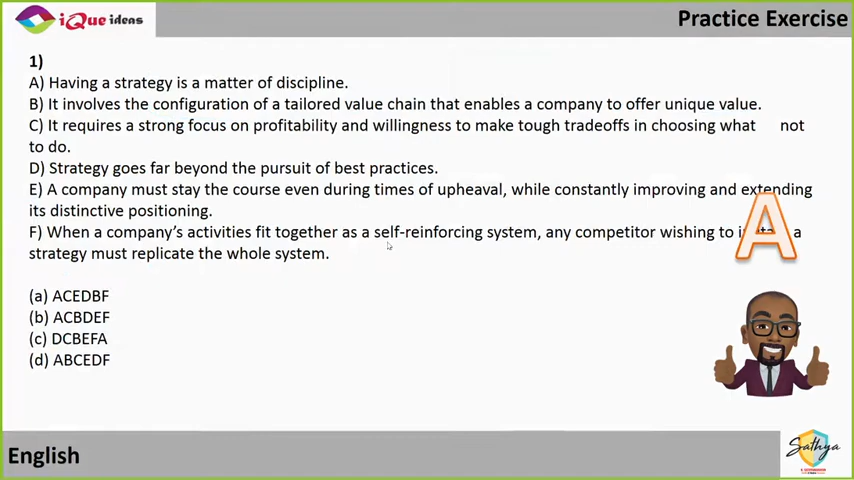 iQue ideas
Practice Exercise
1)
A) Having a strategy is a matter of discipline.
B) It involves the configuration of a tailored value chain that enables a company to offer unique value.
C) It requires a strong focus on profitability and willingness to make tough tradeoffs in choosing what not
to do.
D) Strategy goes far beyond the pursuit of best practices.
E) A company must stay the course even during times of upheaval, while constantly improving and extending
its distinctive positioning.
F) When a company's activities fit together as a self-reinforcing system, any competitor wishing to a
strategy must replicate the whole system.
A
(a) ACEDBF
(b) ACBDEF
(c) DCBEFA
(d) ABCEDF
English
Sathya